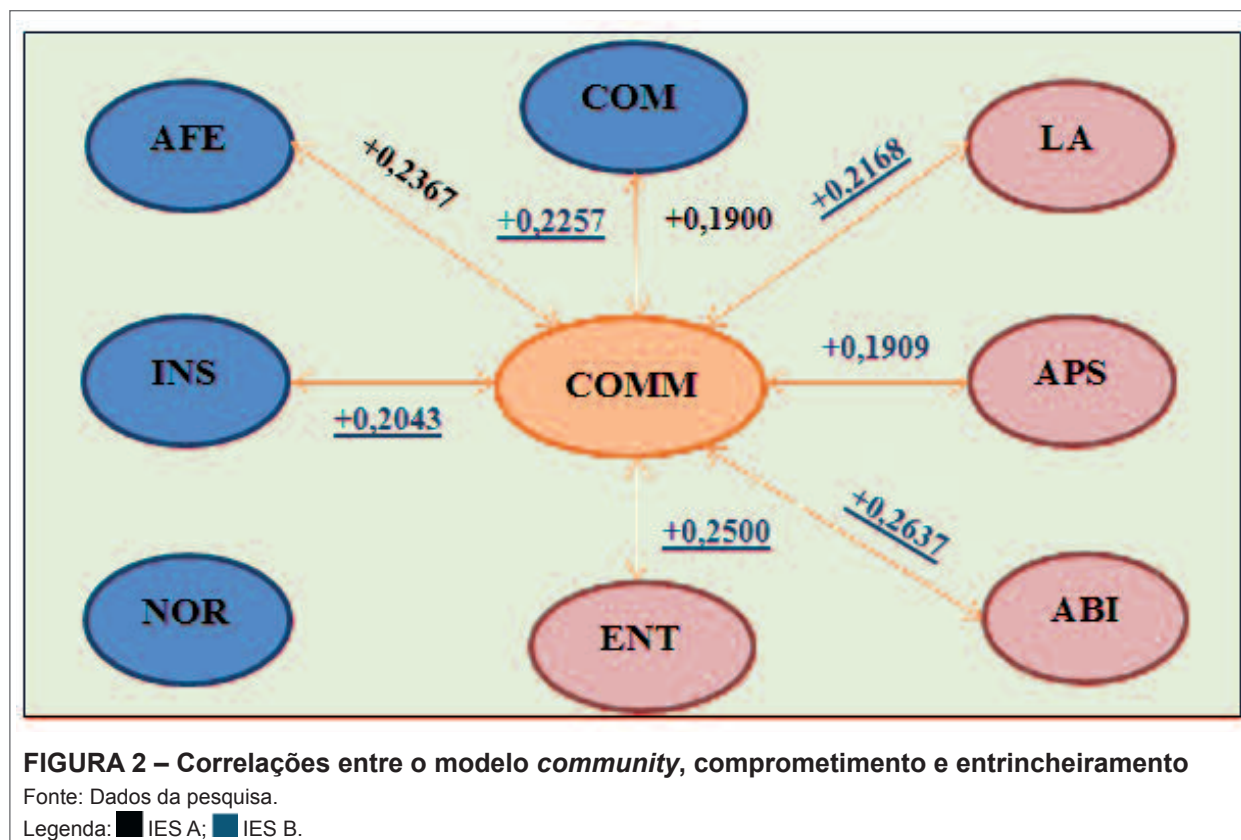 COM
AFE
LA
+0,2367
+0,2168
+0,2257
+0,1900
INS
COMM
+0,1909
APS
+0,2043
+0,2637
+0,2500
NOR
ENT
ABI
FIGURA 2 – Correlações entre o modelo community, comprometimento e entrincheiramento
Fonte: Dados da pesquisa.
Legenda: IES A; IES B.